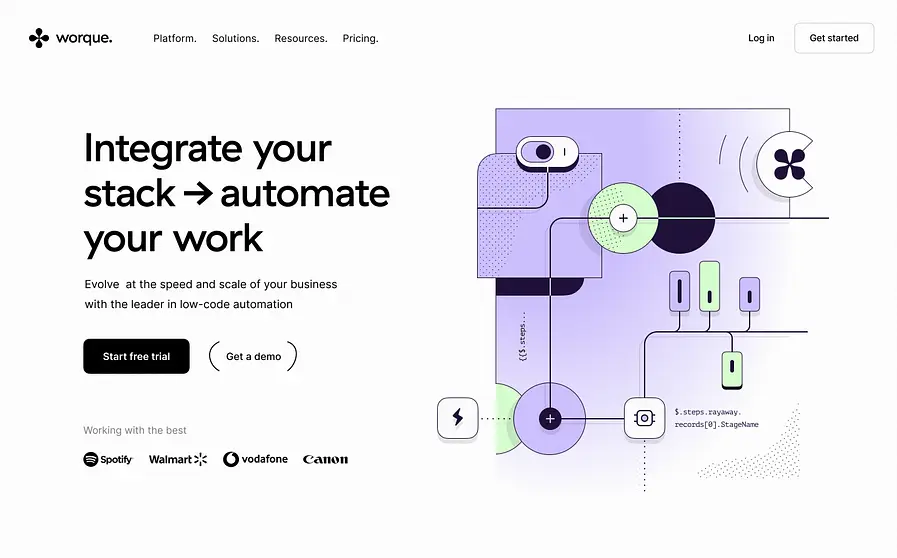 worque.
Platform. Solutions. Resources. Pricing.
Log in
Get started
Integrate your
stack → automate
your work
Evolve at the speed and scale of your business
with the leader in low-code automation
Start free trial
Get a demo
Working with the best
Spotify Walmart vodafone Canon
{{$.steps...
$.steps.rayaway.
records[0].StageName